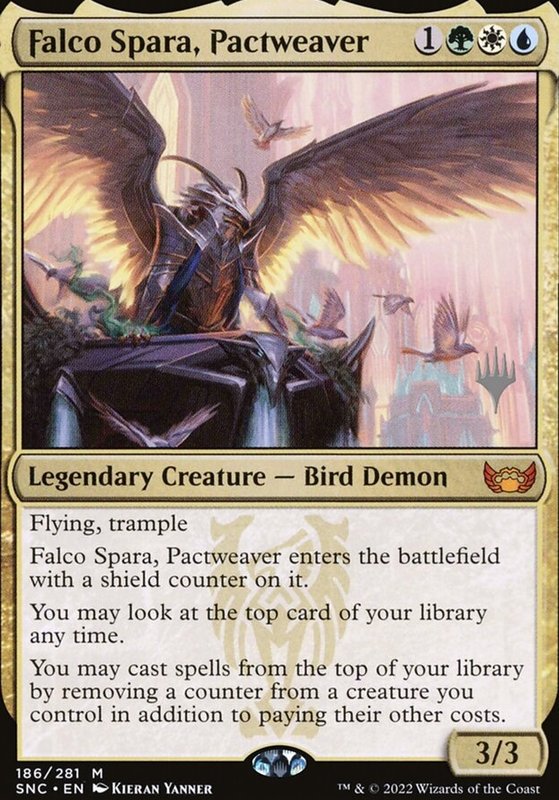 Falco Spara, Pactweaver 1
Legendary Creature — Bird Demon
Flying, trample
Falco Spara, Pactweaver enters the battlefield
with a shield counter on it.
You may look at the top card of your library
any time.
You may cast spells from the top of your library
by removing a counter from a creature you
control in addition to paying their other costs.
3/3
186/281 M
SNC • EN Kieran Yanner
™ & © 2022 Wizards of the Coast